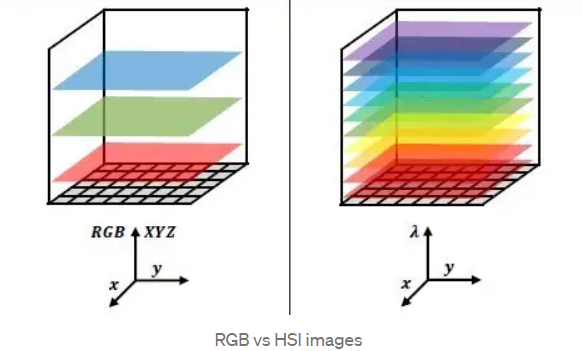 RGB XYZ
x
y
λ
x
y
RGB vs HSI images